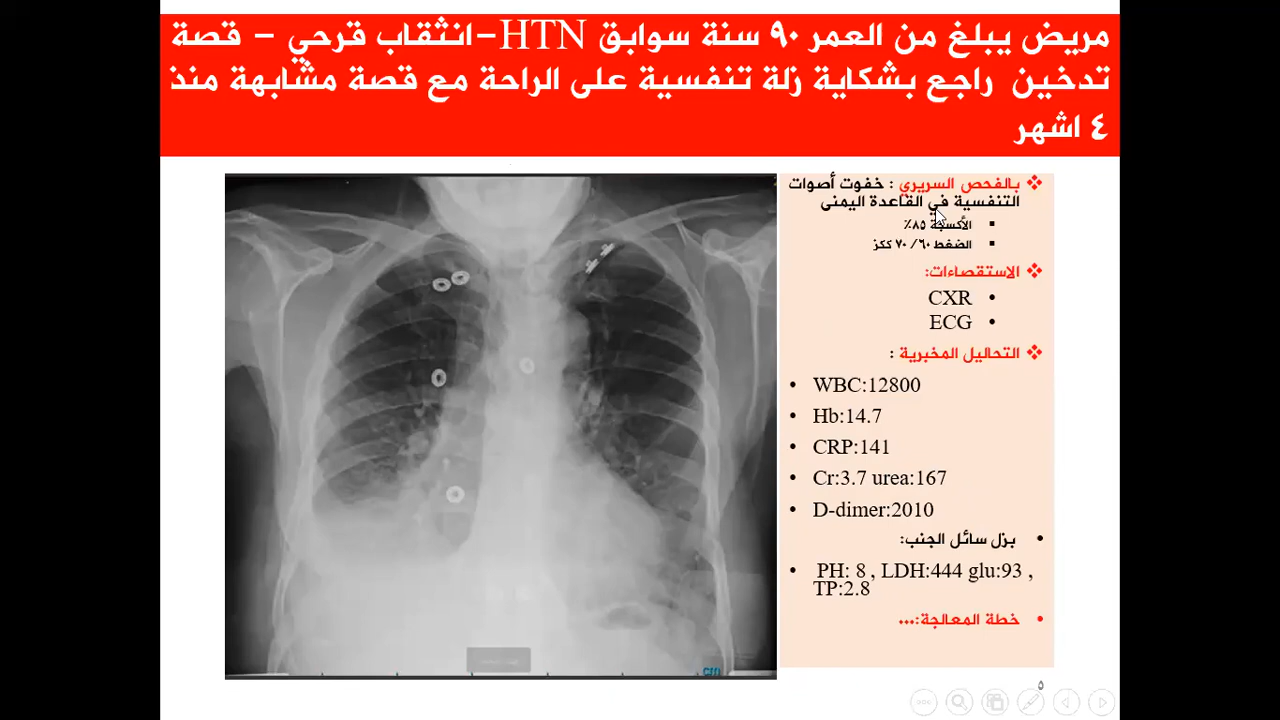 مريض يبلغ من العمر ٩٠ سنة سوابق HTN-انثقاب قرحي - قصة
تدخين راجع بشكاية زلة تنفسية على الراحة مع قصة مشابهة منذ
٤ اشهر
❖ بالفحص السريري : خفوت أصوات
التنفسية في القاعدة اليمنى
▪ الأكسجة ٨٥٪
▪ الضغط ٦٠/ ٧٠ ككز
❖ الاستقصاءات:
• CXR
• ECG
❖ التحاليل المخبرية :
• WBC:12800
• Hb:14.7
• CRP:141
• Cr:3.7 urea:167
• D-dimer:2010
• بزل سائل الجنب:
• PH: 8 , LDH:444 glu:93 ,
TP:2.8
• خطة المعالجة:...
٥